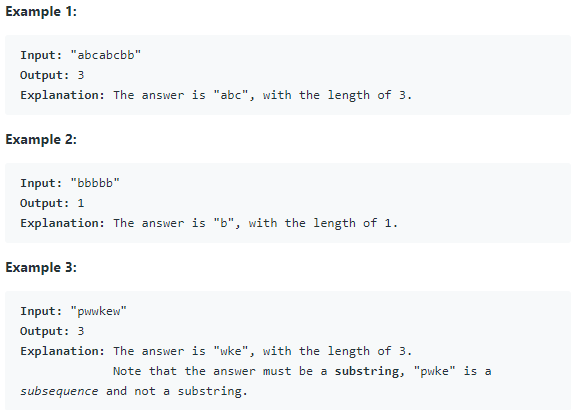 Example 1:
Input: "abcabcbb"
Output: 3
Explanation: The answer is "abc", with the length of 3.
Example 2:
Input: "bbbbb"
Output: 1
Explanation: The answer is "b", with the length of 1.
Example 3:
Input: "pwwkew"
Output: 3
Explanation: The answer is "wke", with the length of 3.
Note that the answer must be a substring, "pwke" is a
subsequence and not a substring.